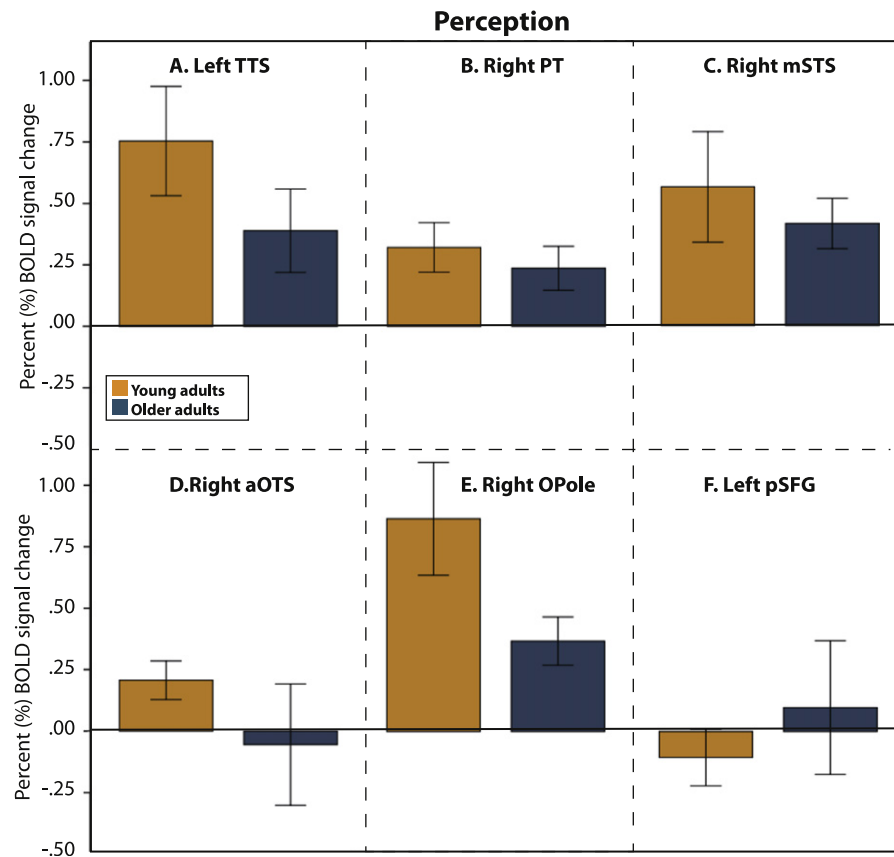 Perception
A. Left TTS
B. Right PT
C. Right mSTS
Percent (%) BOLD signal change
1.00
.75
.50
.25
.00
-.25
-.50
Young adults
Older adults
D.Right aOTS
E. Right OPole
F. Left pSFG
Percent (%) BOLD signal change
1.00
.75
.50
.25
.00
-.25
-.50